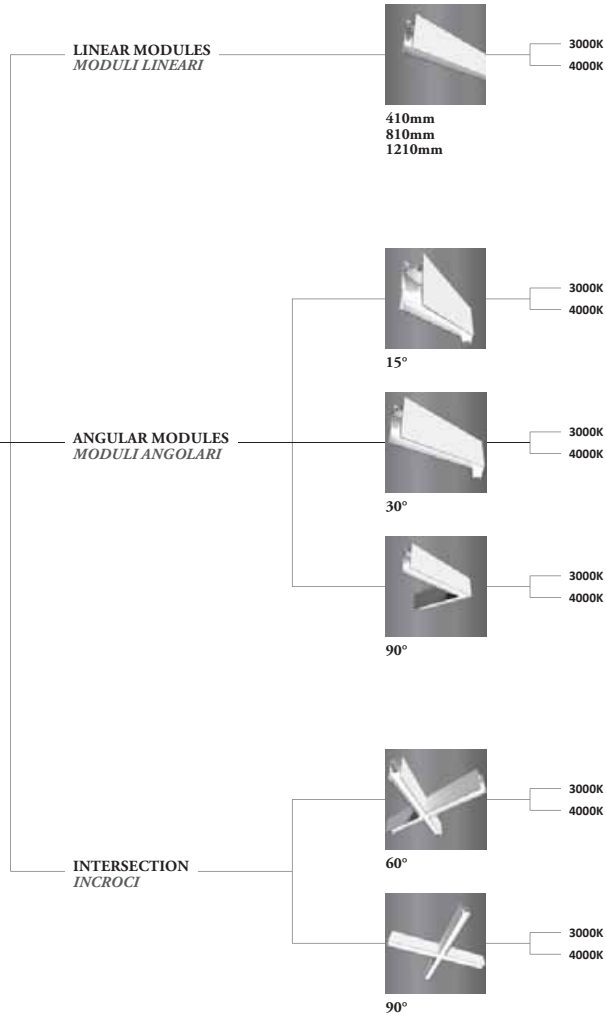 LINEAR MODULES
MODULI LINEARI
3000K
4000K
410mm
810mm
1210mm
3000K
4000K
15°
ANGULAR MODULES
MODULI ANGOLARI
3000K
4000K
30°
3000K
4000K
90°
3000K
4000K
60°
INTERSECTION
INCROCI
3000K
4000K
90°